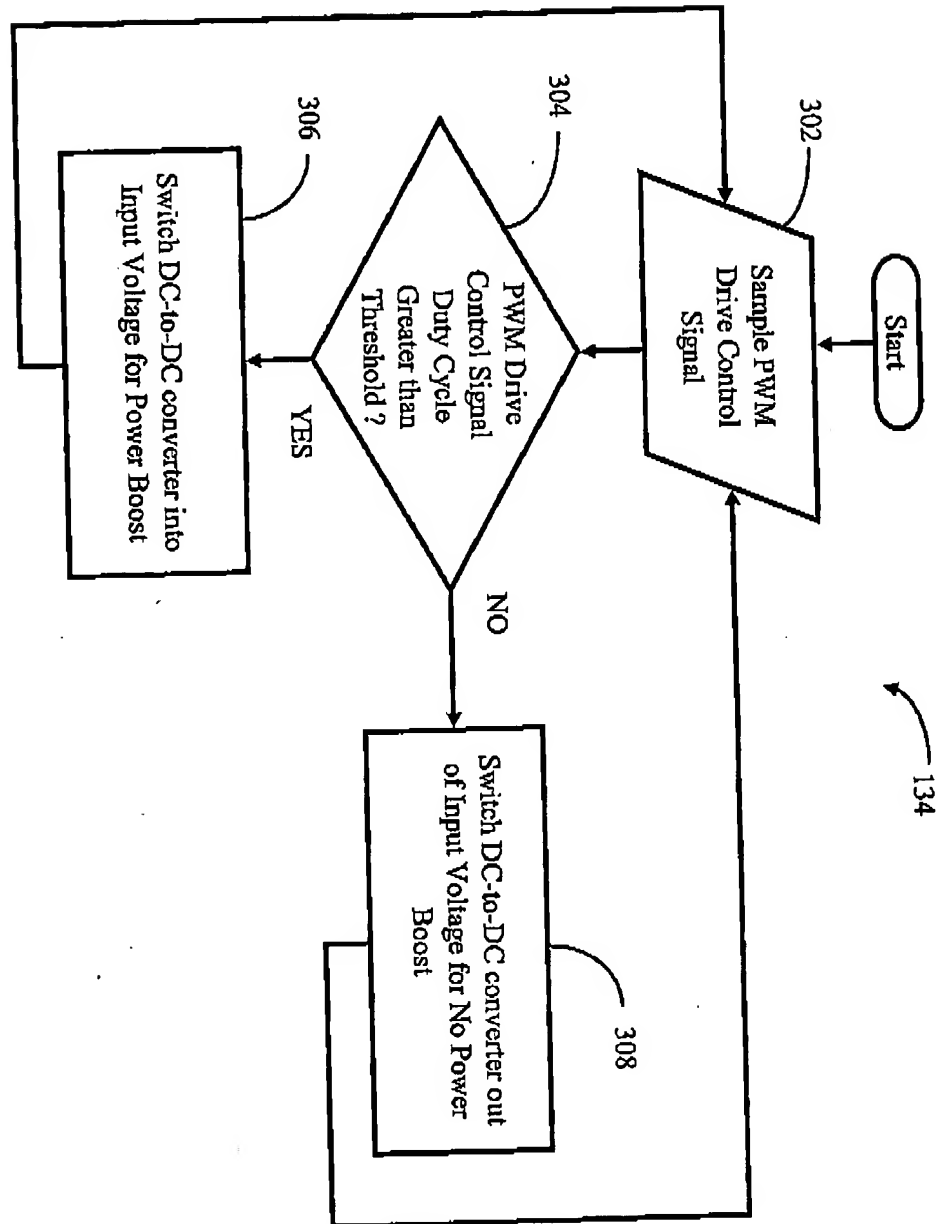 134
Start
302
Sample PWM
Drive Control
Signal
304
PWM Drive
Control Signal
Duty Cycle
Greater than
Threshold ?
YES
NO
306
Switch DC-to-DC converter into
Input Voltage for Power Boost
308
Switch DC-to-DC converter out
of Input Voltage for No Power
Boost